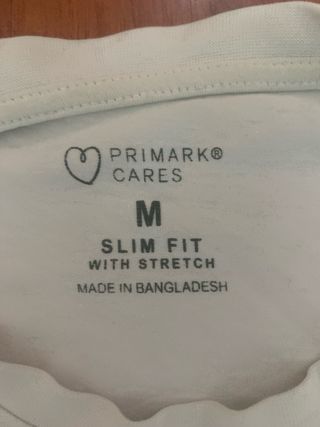 PRIMARK®
CARES
M
SLIM FIT
WITH STRETCH
MADE IN BANGLADESH